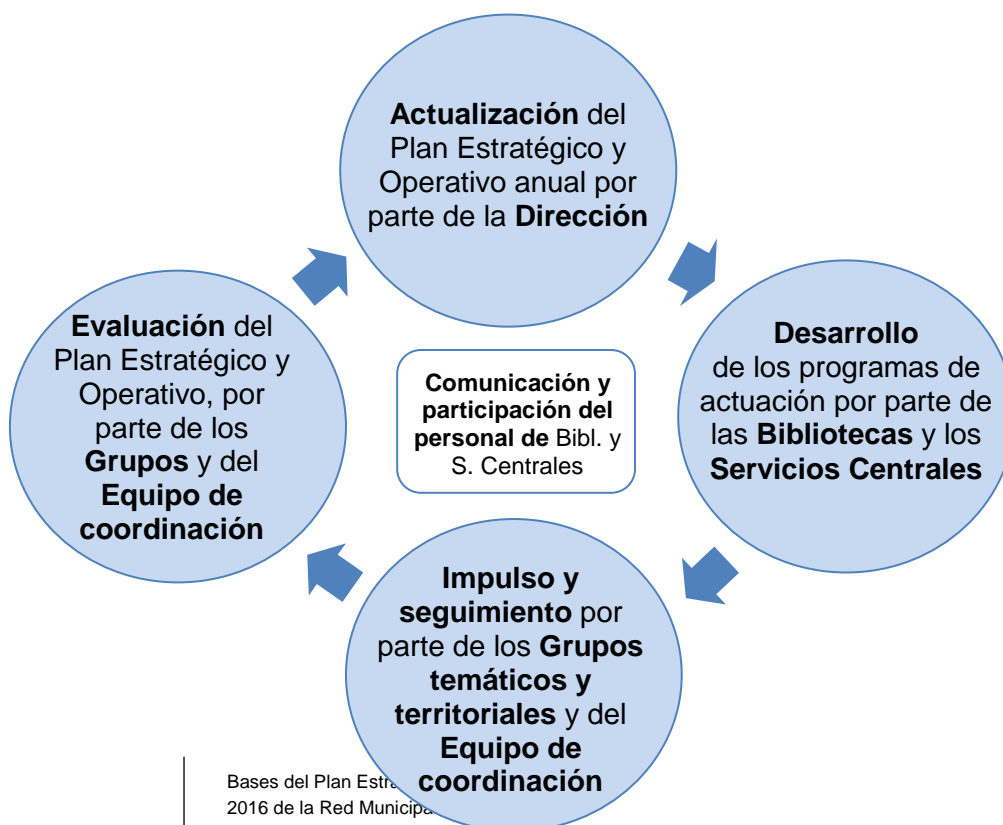 Actualización del
Plan Estratégico y
Operativo anual por
parte de la Dirección
Desarrollo
de los programas de
actuación por parte de
las Bibliotecas y los
Servicios Centrales
Impulso y
seguimiento por
parte de los Grupos
temáticos y
territoriales y del
Equipo de
coordinación
Evaluación del
Plan Estratégico y
Operativo, por
parte de los
Grupos y del
Equipo de
coordinación
Comunicación y
participación del
personal de Bibl. y
S. Centrales
Bases del Plan
2016 de la Red